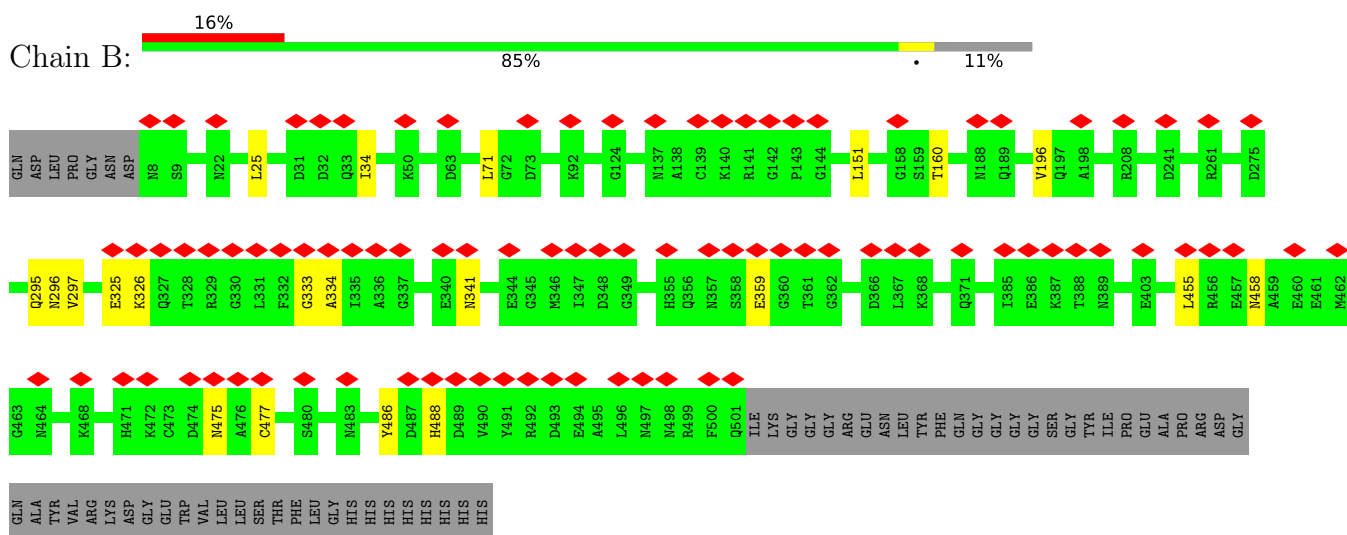 16%
Chain B:
85% • 11%
GLN ASP LEU PRO GLY ASN ASP N8 S9 N22 L25 D31 D32 Q33 I34 K50 D63 L71 G72 D73 K92 G124 N137 A138 C139 K140 R141 G142 P143 G144 L151 G158 S159 T160 N188 Q189 V196 Q197 A198 R208 D241 R261 D275
Q295 N296 V297 E325 K326 Q327 T328 R329 G330 L331 F332 G333 A334 I335 A336 G337 E340 N341 E344 G345 M346 I347 D348 G349 H355 Q356 N357 S358 E359 G360 T361 G362 D366 L367 K368 Q371 I385 E386 K387 T388 N389 E403 L455 R456 E457 N458 A459 E460 E461 M462
G463 N464 K468 H471 K472 C473 D474 N475 A476 C477 S480 N483 Y486 D487 H488 D489 V490 Y491 R492 D493 E494 A495 L496 N497 N498 R499 F500 Q501 ILE LYS GLY GLY GLY ARG GLU ASN LEU TYR PHE GLN GLY GLY GLY GLY SER GLY TYR ILE PRO GLU ALA PRO ARG ASP GLY
GLN ALA TYR VAL ARG LYS ASP GLY GLU TRP VAL LEU LEU SER THR PHE LEU GLY HIS HIS HIS HIS HIS HIS HIS HIS